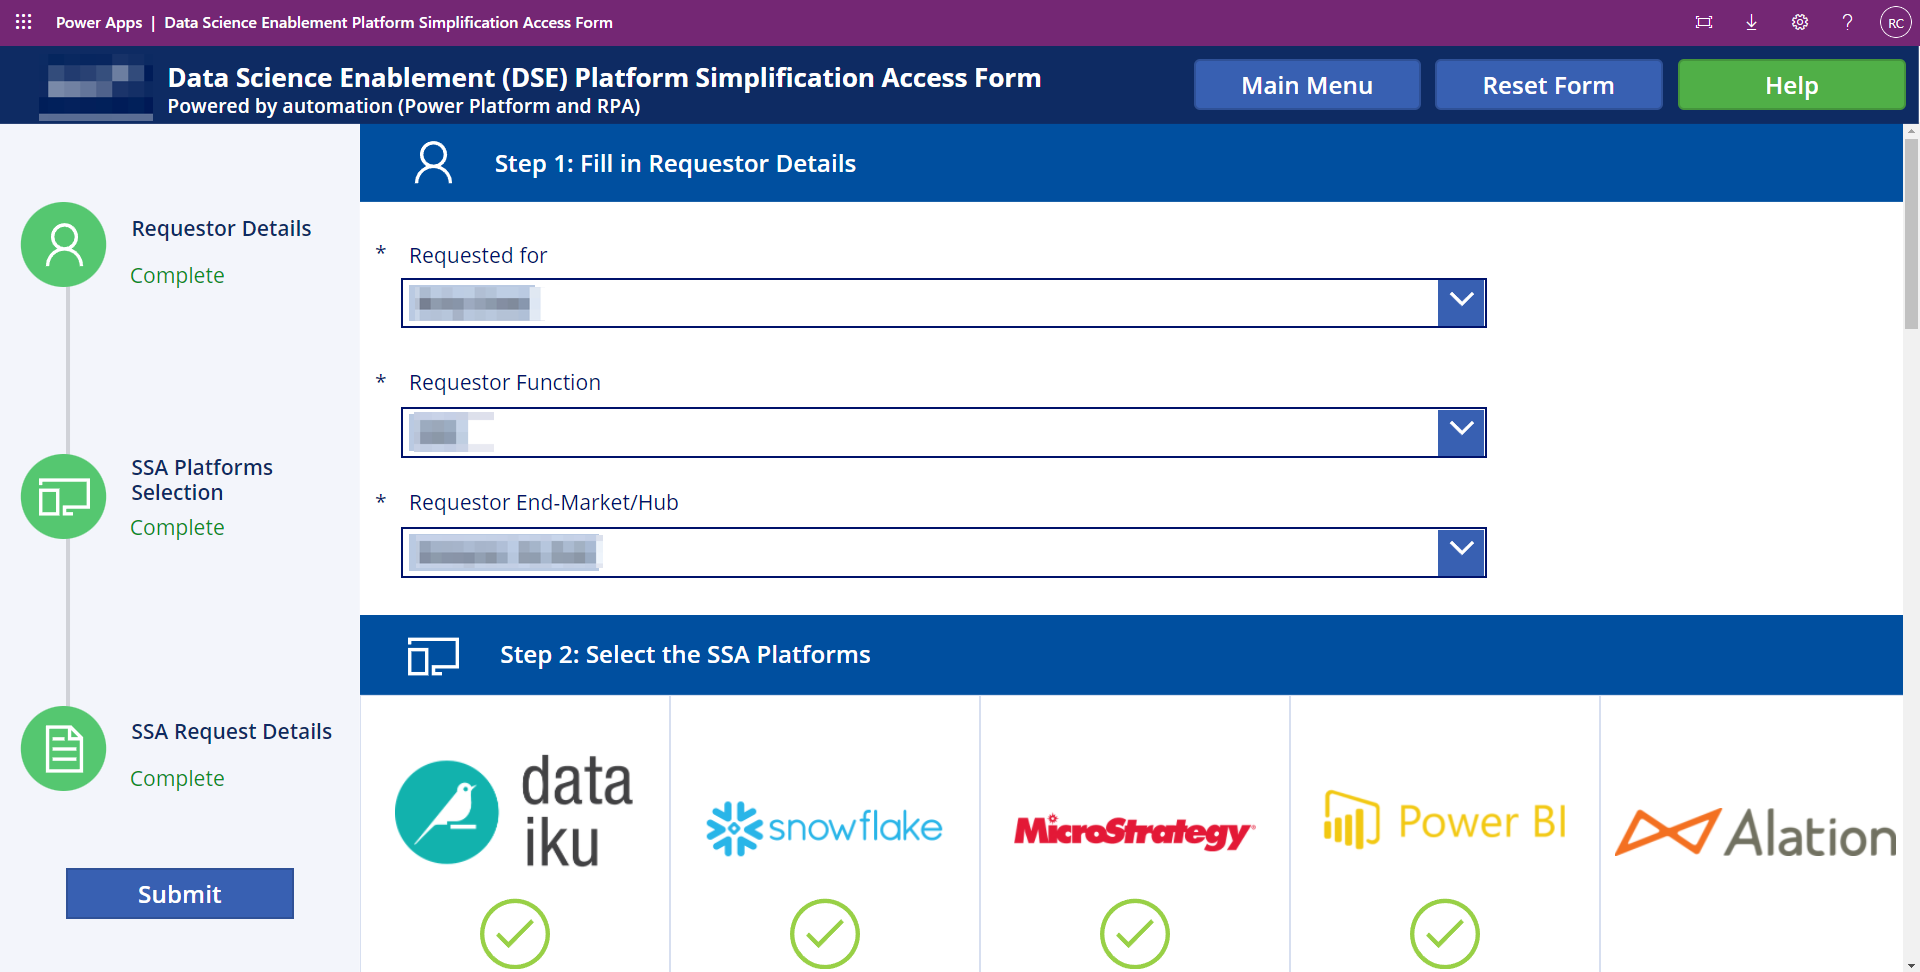 Power Apps | Data Science Enablement Platform Simplification Access Form
? RC
Data Science Enablement (DSE) Platform Simplification Access Form
Powered by automation (Power Platform and RPA)
Main Menu
Reset Form
Help
Requestor Details
Complete
SSA Platforms
Selection
Complete
SSA Request Details
Complete
Submit
Step 1: Fill in Requestor Details
* Requested for
* Requestor Function
* Requestor End-Market/Hub
Step 2: Select the SSA Platforms
data
iku
snowflake
MicroStrategy
Power BI
Alation